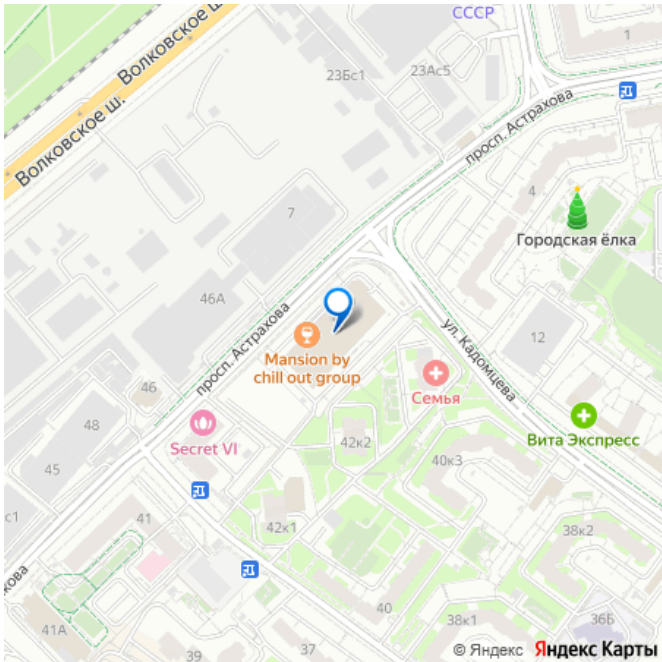 СССР
1
Волковское ш.
23Бс1
23Ас5
Волковское ш.
просп. Астрахова
4
7
Городская ёлка
46А
просп. Астрахова
ул. Кадомцева
12
Mansion by
chill out group
46
Семья
48
Secret VI
42к2
Вита Экспресс
45
40к3
с1
41
42к1
38к2
хова
40
38к1
36Б
41А
39
37
© Яндекс Яндекс Карты